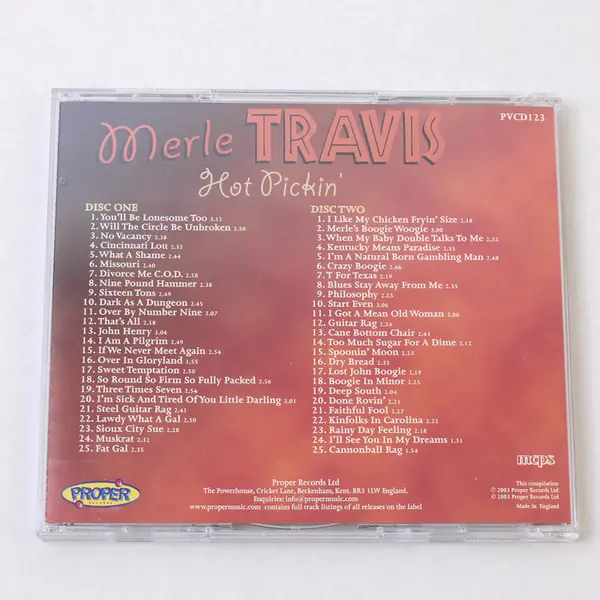 PVCD123
Merle TRAVIS
Hot Pickin'
DISC ONE
1. You'll Be Lonesome Too 2.12
2. Will The Circle Be Unbroken 2.56
3. No Vacancy 2.38
4. Cincinnati Lou 2.35
5. What A Shame 2.44
6. Missouri 2.40
7. Divorce Me C.O.D. 2.58
8. Nine Pound Hammer 2.38
9. Sixteen Tons 2.49
10. Dark As A Dungeon 2.45
11. Over By Number Nine 3.07
12. That's All 2.58
13. John Henry 3.04
14. I Am A Pilgrim 2.49
15. If We Never Meet Again 2.54
16. Over In Gloryland 2.55
17. Sweet Temptation 2.50
18. So Round So Firm So Fully Packed 2.56
19. Three Times Seven 2.54
20. I'm Sick And Tired Of You Little Darling 3.01
21. Steel Guitar Rag 2.41
22. Lawdy What A Gal 2.50
23. Sioux City Sue 2.28
24. Muskrat 2.32
25. Fat Gal 2.35
DISC TWO
1. I Like My Chicken Fryin' Size 2.18
2. Merle's Boogie Woogie 3.00
3. When My Baby Double Talks To Me 2.32
4. Kentucky Means Paradise 2.35
5. I'm A Natural Born Gambling Man 2.48
6. Crazy Boogie 2.46
7. T For Texas 2.19
8. Blues Stay Away From Me 2.35
9. Philosophy 2.25
10. Start Even 3.06
11. I Got A Mean Old Woman 3.06
12. Guitar Rag 2.24
13. Cane Bottom Chair 2.41
14. Too Much Sugar For A Dime 2.12
15. Spoonin' Moon 2.23
16. Dry Bread 2.35
17. Lost John Boogie 2.19
18. Boogie In Minor 2.25
19. Deep South 2.04
20. Done Rovin' 2.21
21. Faithful Fool 2.27
22. Kinfolks In Carolina 2.22
23. Rainy Day Feeling 2.18
24. I'll See You In My Dreams 1.51
25. Cannonball Rag 1.54
PROPER
RECORDS
Proper Records Ltd
The Powerhouse, Cricket Lane, Beckenham, Kent. BR3 1LW England.
Enquiries: info@propermusic.com
www.propermusic.com contains full track listings of all releases on the label
mcps
This compilation
℗ 2003 Proper Records Ltd
© 2003 Proper Records Ltd
Made in England